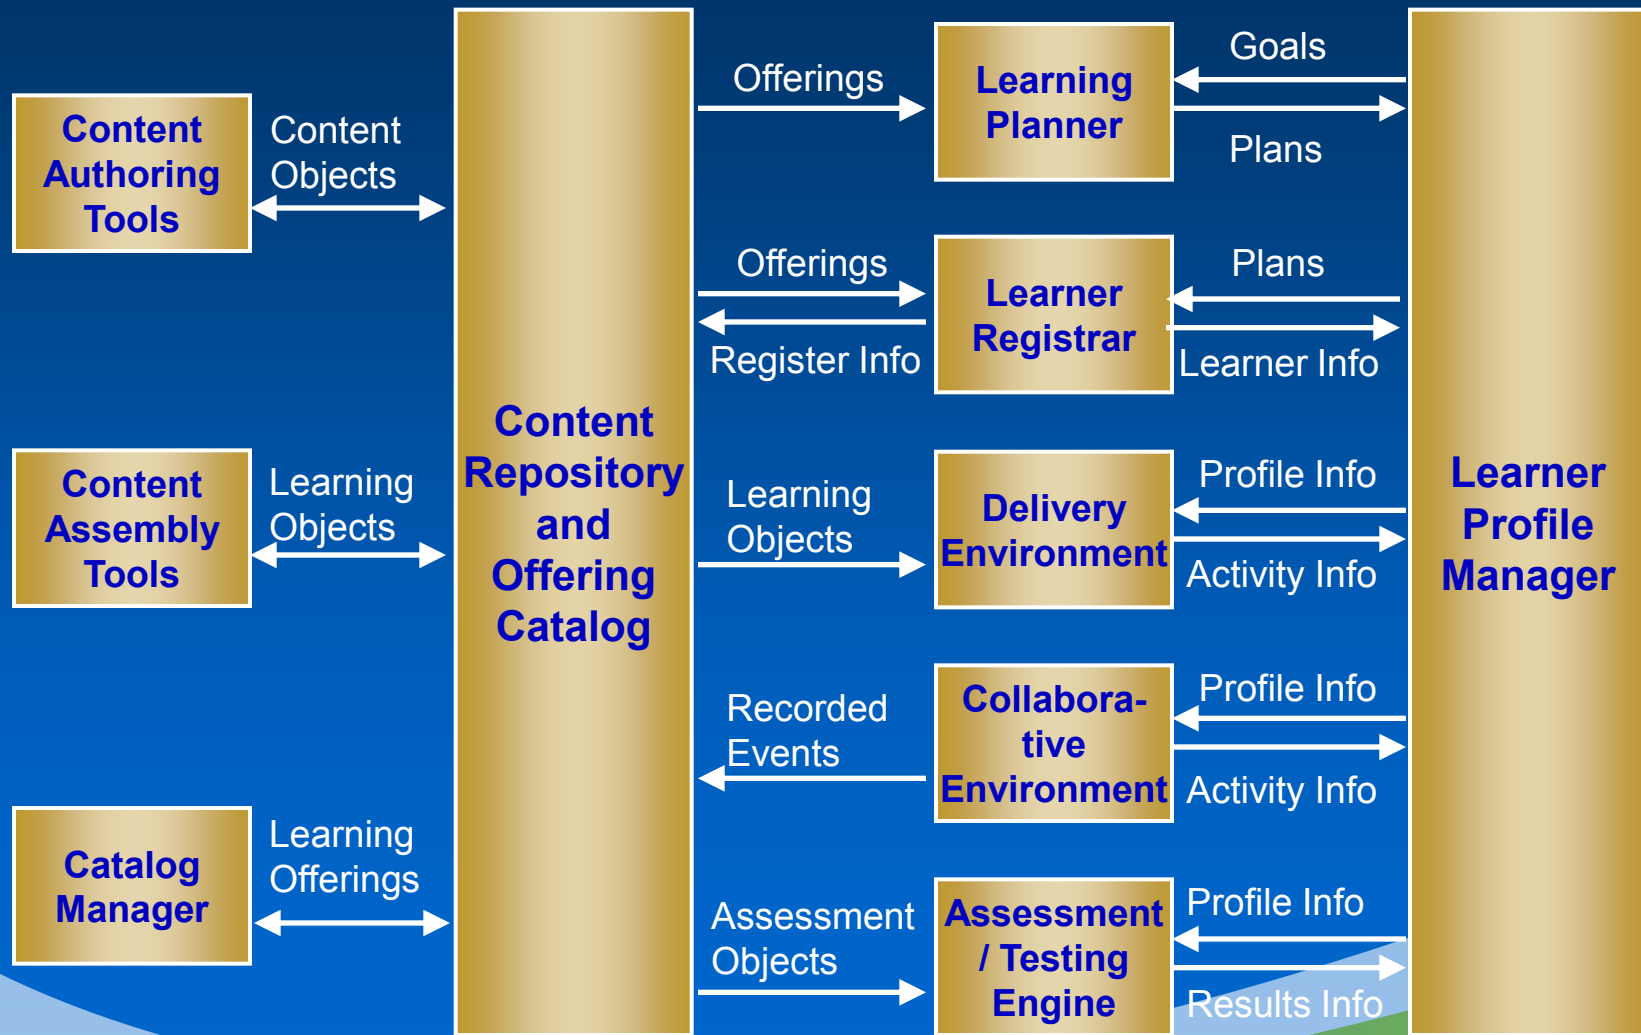 Content
Authoring
Tools
Content
Objects
Content
Assembly
Tools
Learning
Objects
Catalog
Manager
Learning
Offerings
Content
Repository
and
Offering
Catalog
Offerings
Learning
Planner
Goals
Plans
Offerings
Register Info
Learner
Registrar
Plans
Learner Info
Learning
Objects
Delivery
Environment
Profile Info
Activity Info
Recorded
Events
Collabora-
tive
Environment
Profile Info
Activity Info
Assessment
Objects
Assessment
/ Testing
Engine
Profile Info
Results Info
Learner
Profile
Manager